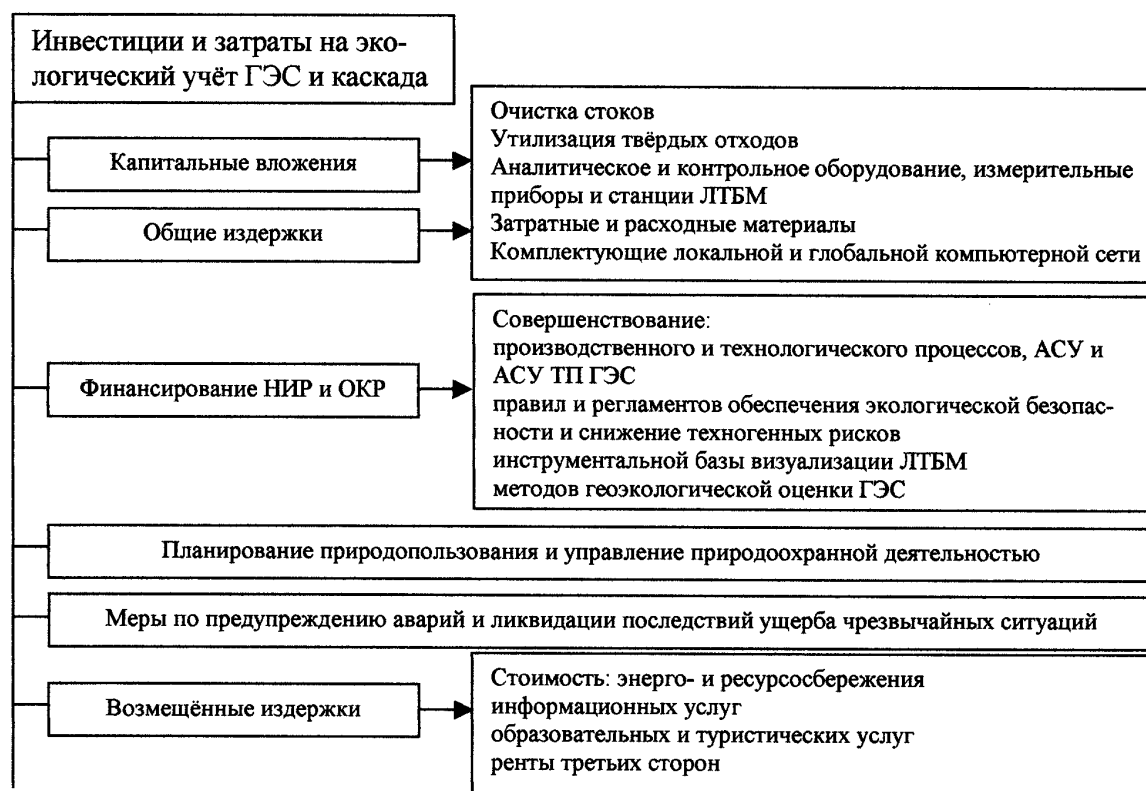 Инвестиции и затраты на эко-
логический учёт ГЭС и каскада
Капитальные вложения
Общие издержки
Очистка стоков
Утилизация твёрдых отходов
Аналитическое и контрольное оборудование, измерительные
приборы и станции ЛТБМ
Затратные и расходные материалы
Комплектующие локальной и глобальной компьютерной сети
Финансирование НИР и ОКР
Совершенствование:
производственного и технологического процессов, АСУ и
АСУ ТП ГЭС
правил и регламентов обеспечения экологической безопас-
ности и снижение техногенных рисков
инструментальной базы визуализации ЛТБМ
методов геоэкологической оценки ГЭС
Планирование природопользования и управление природоохранной деятельностью
Меры по предупреждению аварий и ликвидации последствий ущерба чрезвычайных ситуаций
Возмещённые издержки
Стоимость: энерго- и ресурсосбережения
информационных услуг
образовательных и туристических услуг
ренты третьих сторон